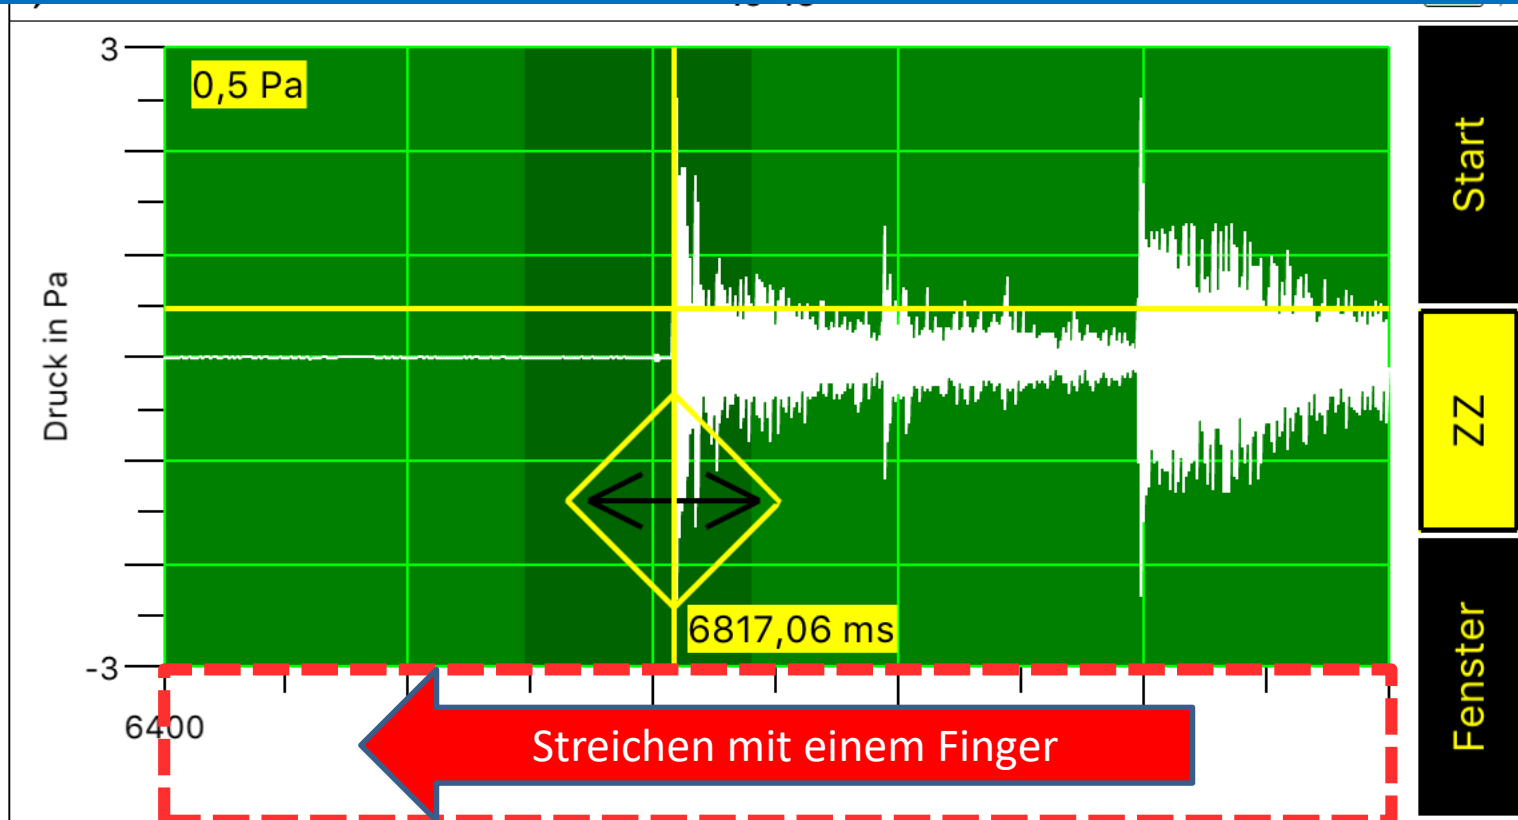 3
0,5 Pa
Druck in Pa
6817,06 ms
-3
6400
Streichen mit einem Finger
Start
ZZ
Fenster